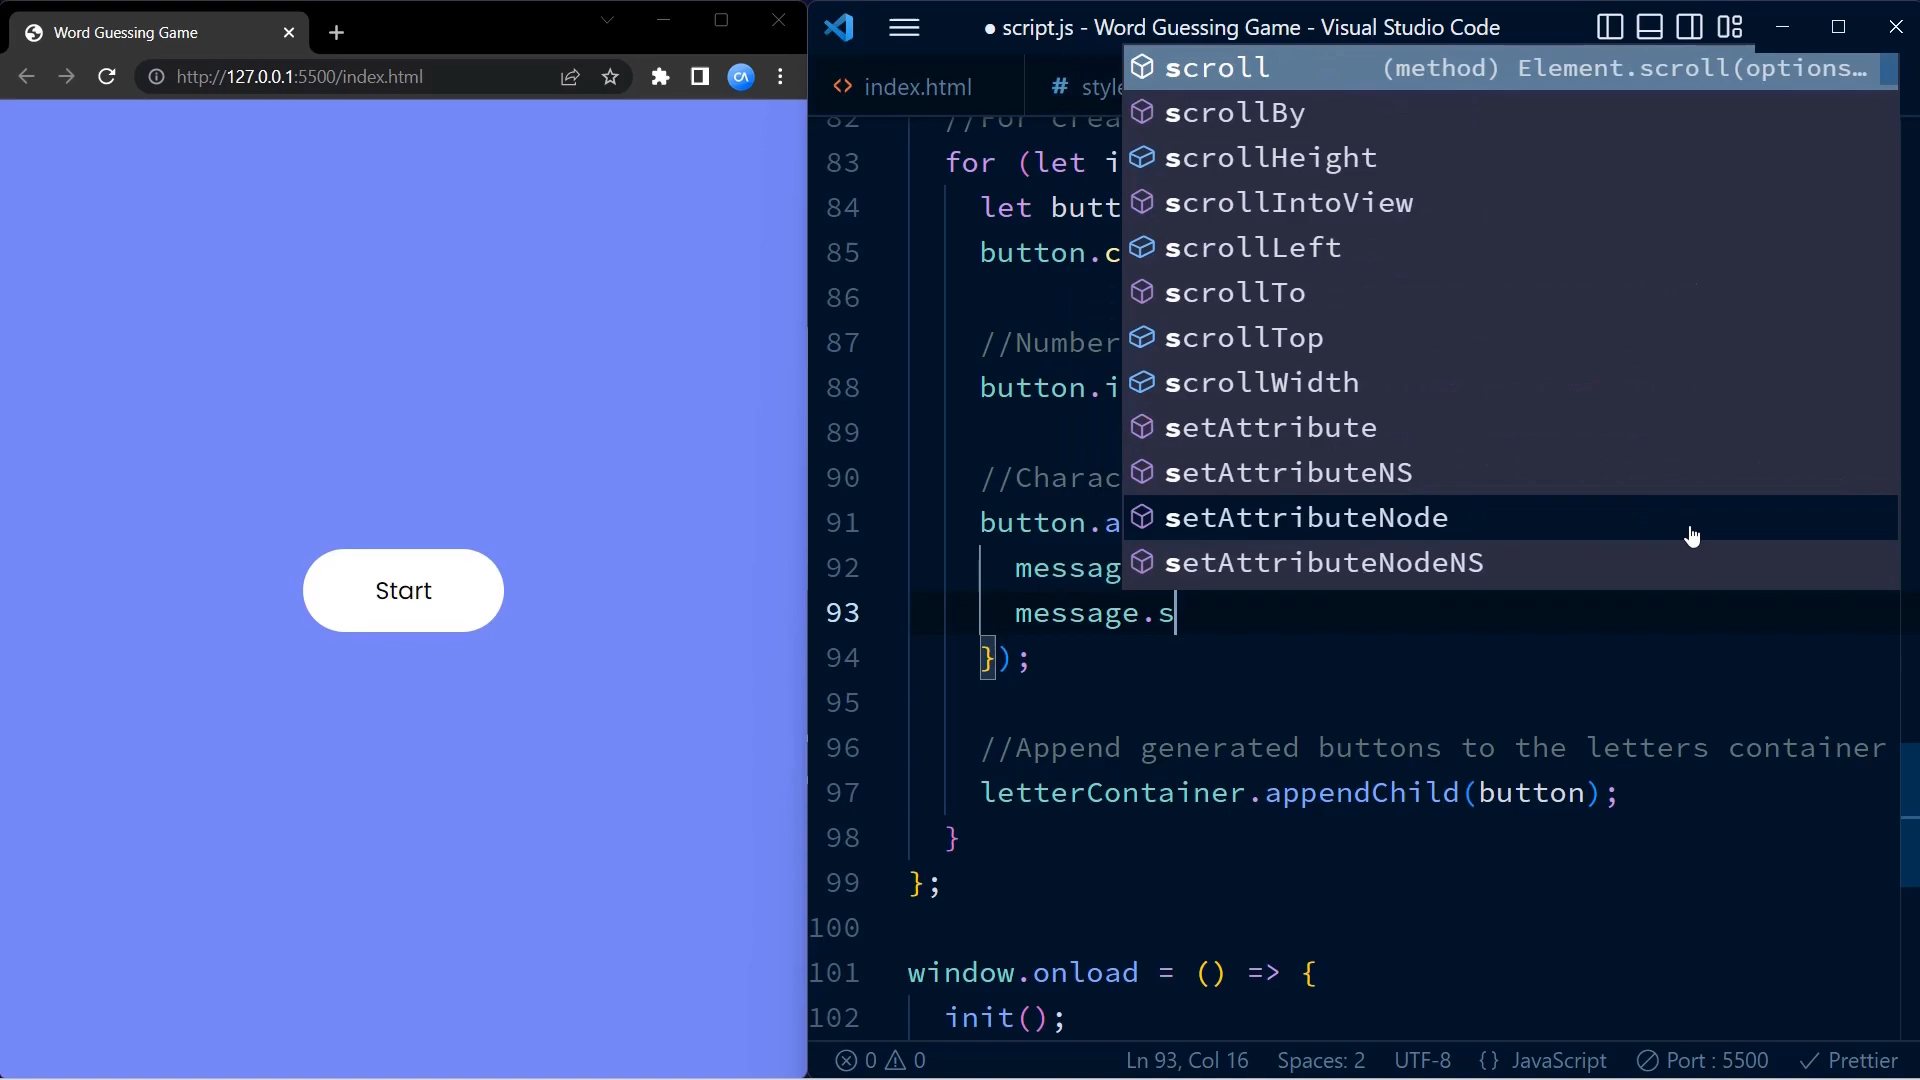 Word Guessing Game
http://127.0.0.1:5500/index.html
CA
Start
● script.js - Word Guessing Game - Visual Studio Code
<> index.html
# style
82 //For crea
83 for (let i
84 let butt
85 button.c
86
87 //Number
88 button.i
89
90 //Charac
91 button.a
92 messag
93 message.s
94 });
95
96 //Append generated buttons to the letters container
97 letterContainer.appendChild(button);
98 }
99 };
100
101 window.onload = () => {
102 init();
scroll (method) Element.scroll(options…
scrollBy
scrollHeight
scrollIntoView
scrollLeft
scrollTo
scrollTop
scrollWidth
setAttribute
setAttributeNS
setAttributeNode
setAttributeNodeNS
0 0 Ln 93, Col 16 Spaces: 2 UTF-8 {} JavaScript Port : 5500 ✓ Prettier